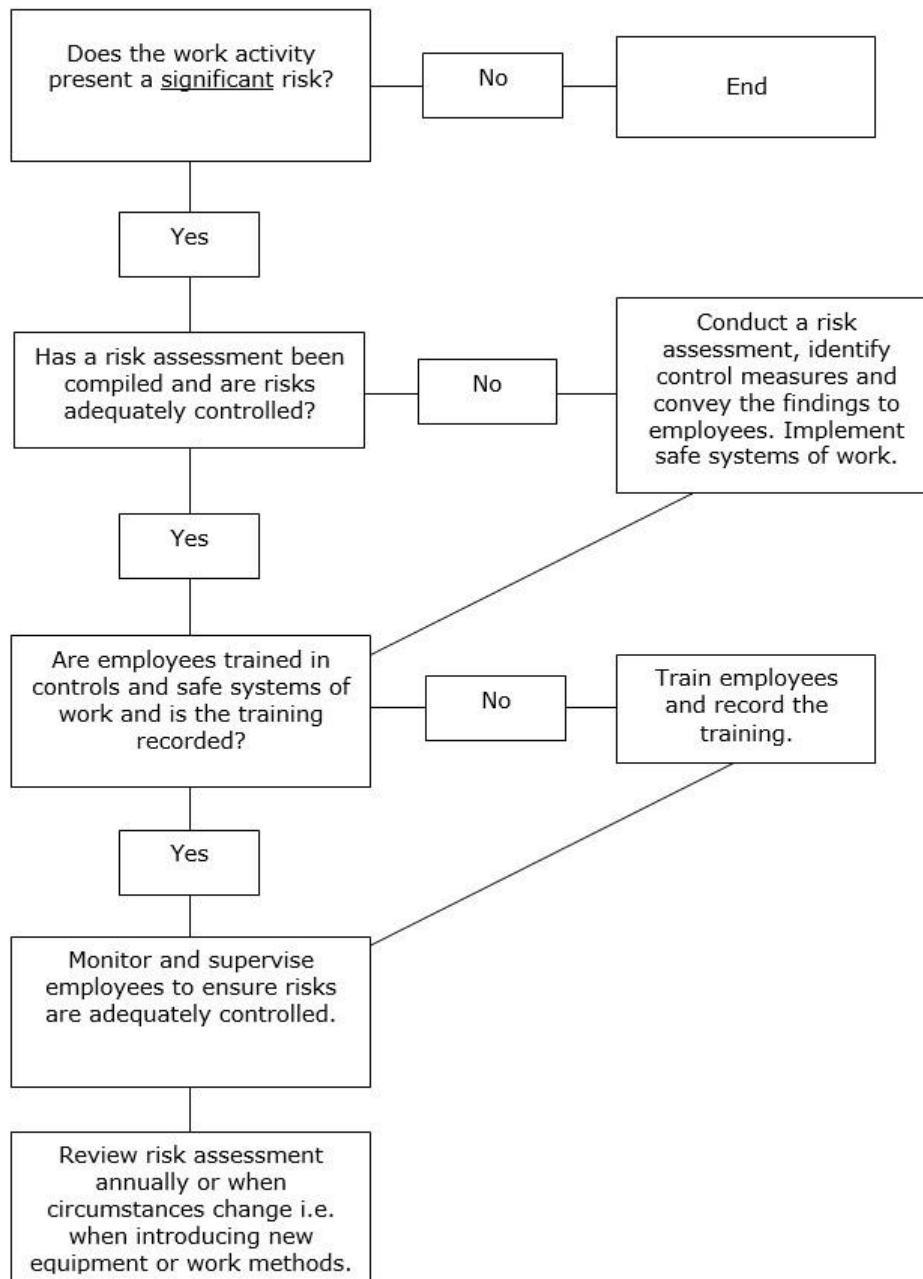 Does the work activity
present a significant risk?
No
End
Yes
Has a risk assessment been
compiled and are risks
adequately controlled?
No
Conduct a risk
assessment, identify
control measures and
convey the findings to
employees. Implement
safe systems of work.
Yes
Are employees trained in
controls and safe systems of
work and is the training
recorded?
No
Train employees
and record the
training.
Yes
Monitor and supervise
employees to ensure risks
are adequately controlled.
Review risk assessment
annually or when
circumstances change i.e.
when introducing new
equipment or work methods.